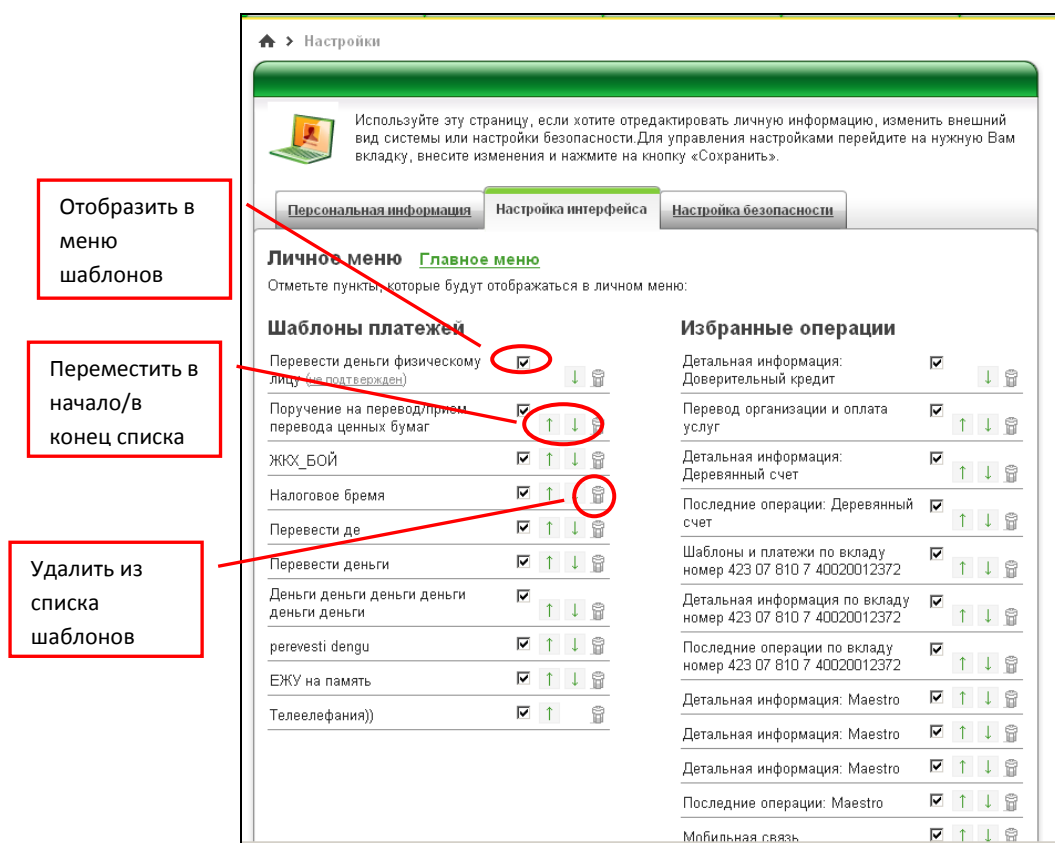 > Настройки
Используйте эту страницу, если хотите отредактировать личную информацию, изменить внешний
вид системы или настройки безопасности.Для управления настройками перейдите на нужную Вам
вкладку, внесите изменения и нажмите на кнопку «Сохранить».
Персональная информация
Настройка интерфейса
Настройка безопасности
Личное меню Главное меню
Отметьте пункты, которые будут отображаться в личном меню:
Шаблоны платежей
Перевести деньги физическому
лицу (не подтвержден)
Поручение на перевод/прием
перевода ценных бумаг
ЖКХ_БОЙ
Налоговое бремя
Перевести де
Перевести деньги
Деньги деньги деньги деньги
деньги деньги
perevesti dengu
ЕЖУ на память
Телеелефания))
Избранные операции
Детальная информация:
Доверительный кредит
Перевод организации и оплата
услуг
Детальная информация:
Деревянный счет
Последние операции: Деревянный
счет
Шаблоны и платежи по вкладу
номер 423 07 810 7 40020012372
Детальная информация по вкладу
номер 423 07 810 7 40020012372
Последние операции по вкладу
номер 423 07 810 7 40020012372
Детальная информация: Maestro
Детальная информация: Maestro
Детальная информация: Maestro
Последние операции: Maestro
Мобильная связь
Отобразить в
меню
шаблонов
Переместить в
начало/в
конец списка
Удалить из
списка
шаблонов